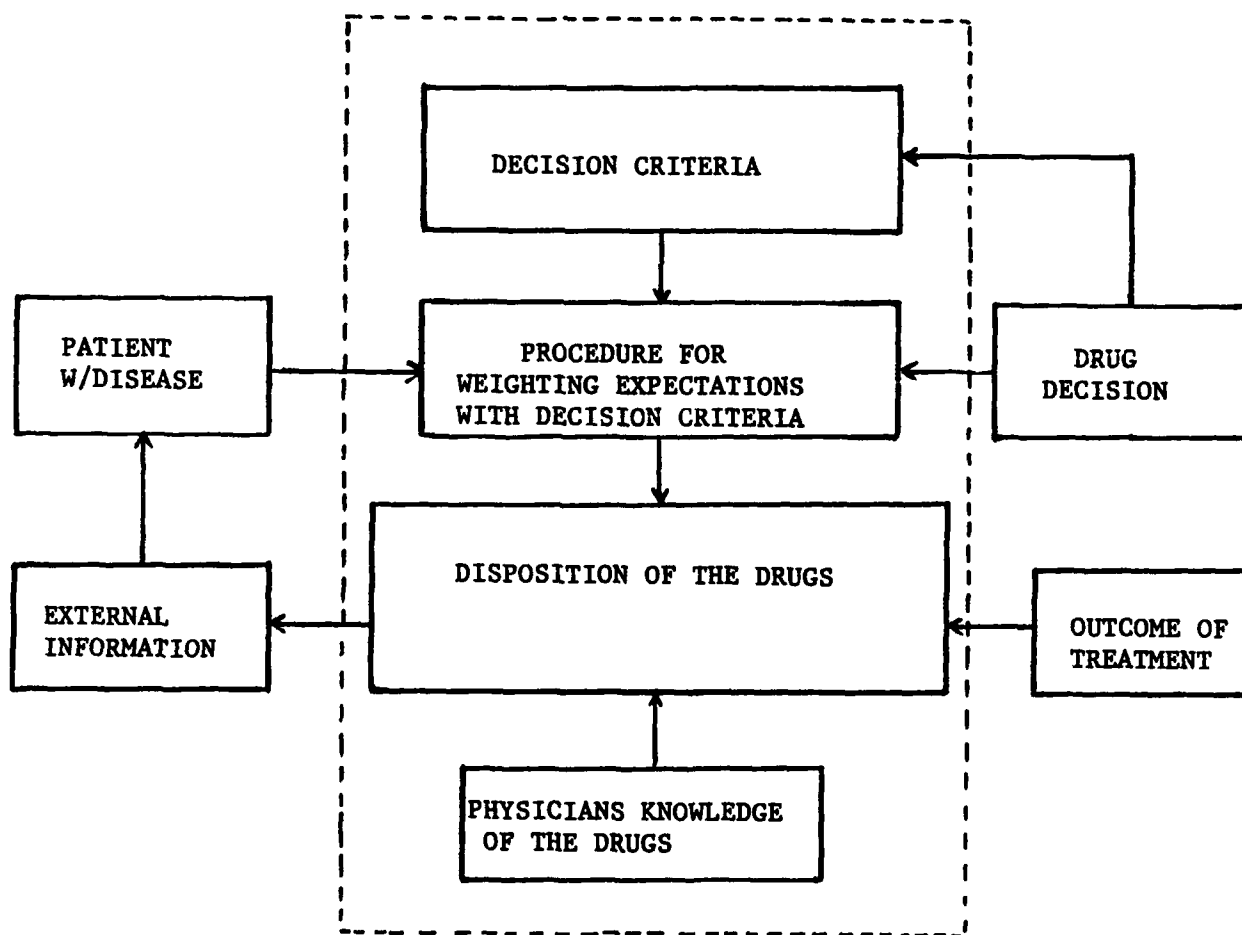 DECISION CRITERIA
PATIENT
W/DISEASE
PROCEDURE FOR
WEIGHTING EXPECTATIONS
WITH DECISION CRITERIA
DRUG
DECISION
EXTERNAL
INFORMATION
DISPOSITION OF THE DRUGS
OUTCOME OF
TREATMENT
PHYSICIANS KNOWLEDGE
OF THE DRUGS